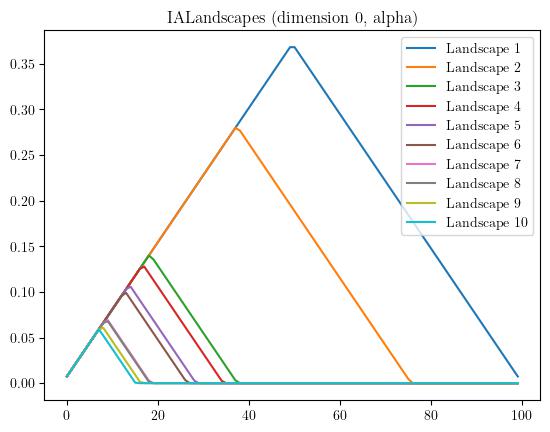 IALandscapes (dimension 0, alpha)
Landscape 1
Landscape 2
Landscape 3
Landscape 4
Landscape 5
Landscape 6
Landscape 7
Landscape 8
Landscape 9
Landscape 10
0.35
0.30
0.25
0.20
0.15
0.10
0.05
0.00
0 20 40 60 80 100